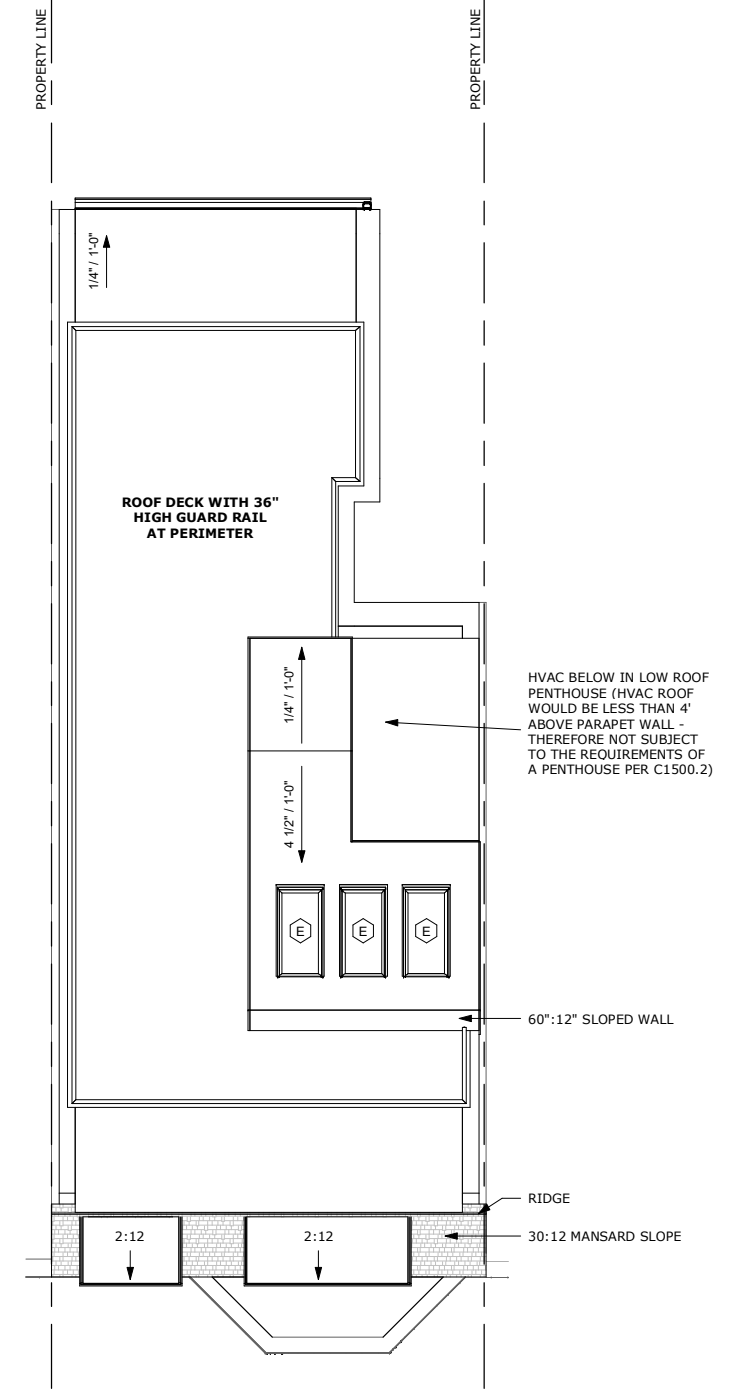 PROPERTY LINE
PROPERTY LINE
1/4" / 1'-0"
ROOF DECK WITH 36"
HIGH GUARD RAIL
AT PERIMETER
1/4" / 1'-0"
HVAC BELOW IN LOW ROOF
PENTHOUSE (HVAC ROOF
WOULD BE LESS THAN 4'
ABOVE PARAPET WALL -
THEREFORE NOT SUBJECT
TO THE REQUIREMENTS OF
A PENTHOUSE PER C1500.2)
4 1/2" / 1'-0"
E
E
E
60":12" SLOPED WALL
RIDGE
2:12
2:12
30:12 MANSARD SLOPE